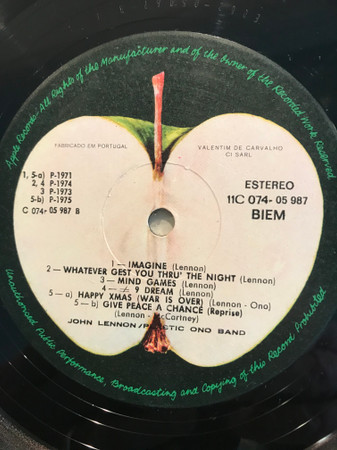 Apple Records · All Rights of the Manufacturer and of the Owner of the Recorded Work Reserved
FABRICADO EM PORTUGAL
VALENTIM DE CARVALHO
CI SARL
1, 5-a) P-1971
2, 4 P-1974
3 P-1973
5-b) P-1975
C 074-05 987 B
ESTEREO
11C 074-05 987
BIEM
1 — IMAGINE (Lennon)
2 — WHATEVER GEST YOU THRU' THE NIGHT (Lennon)
3 — MIND GAMES (Lennon)
4 — # 9 DREAM (Lennon)
5 — a) HAPPY XMAS (WAR IS OVER) (Lennon - Ono)
5 — b) GIVE PEACE A CHANCE (Reprise)
(Lennon - McCartney)
JOHN LENNON/PLASTIC ONO BAND
Unauthorised Public Performance, Broadcasting and Copying of this Record Prohibited